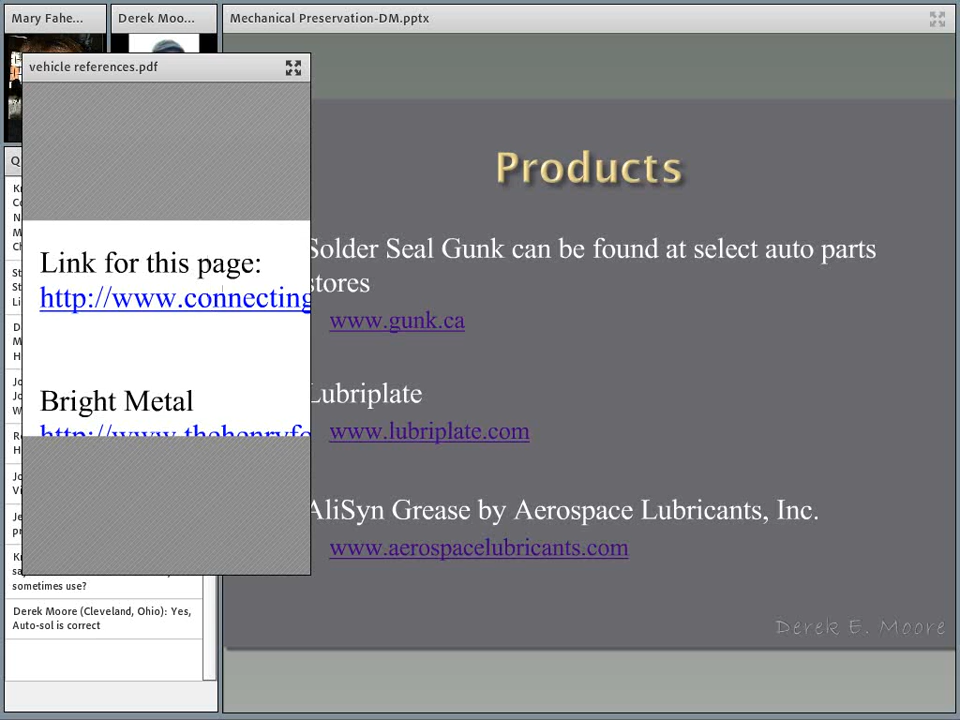 Mary Fahe...
Derek Moo...
Mechanical Preservation-DM.pptx
vehicle references.pdf
Link for this page:
http://www.connecting
Bright Metal
http://www.thehenryfo
Products
Solder Seal Gunk can be found at select auto parts
stores
www.gunk.ca
Lubriplate
www.lubriplate.com
AliSyn Grease by Aerospace Lubricants, Inc.
www.aerospacelubricants.com
Derek E. Moore
sometimes use?
Derek Moore (Cleveland, Ohio): Yes,
Auto-sol is correct